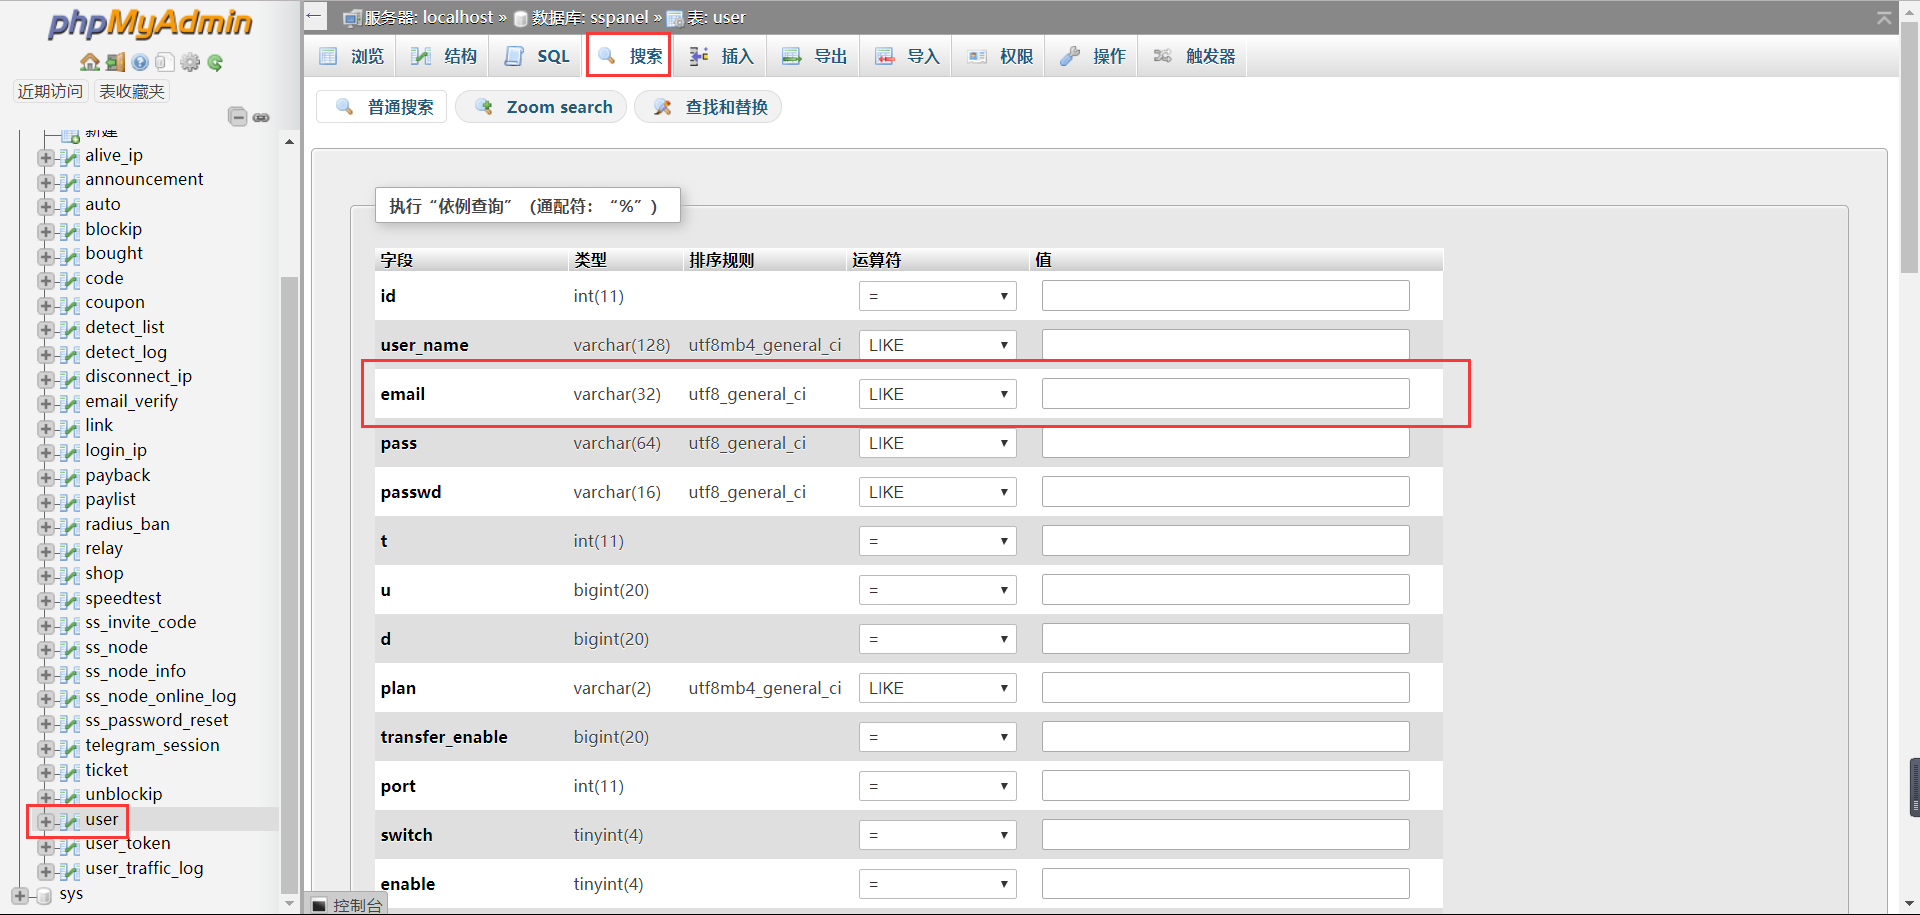 phpMyAdmin
近期访问 表收藏夹
新建
alive_ip
announcement
auto
blockip
bought
code
coupon
detect_list
detect_log
disconnect_ip
email_verify
link
login_ip
payback
paylist
radius_ban
relay
shop
speedtest
ss_invite_code
ss_node
ss_node_info
ss_node_online_log
ss_password_reset
telegram_session
ticket
unblockip
user
user_token
user_traffic_log
sys
服务器: localhost » 数据库: sspanel » 表: user
浏览 结构 SQL 搜索 插入 导出 导入 权限 操作 触发器
普通搜索 Zoom search 查找和替换
执行“依例查询” (通配符: “%”)
字段 类型 排序规则 运算符 值
id int(11) =
user_name varchar(128) utf8mb4_general_ci LIKE
email varchar(32) utf8_general_ci LIKE
pass varchar(64) utf8_general_ci LIKE
passwd varchar(16) utf8_general_ci LIKE
t int(11) =
u bigint(20) =
d bigint(20) =
plan varchar(2) utf8mb4_general_ci LIKE
transfer_enable bigint(20) =
port int(11) =
switch tinyint(4) =
enable tinyint(4) =
控制台